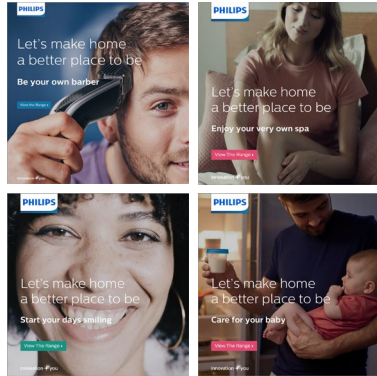 PHILIPS
Let's make home
a better place to be
Be your own barber
View the Range ›
innovation + you
PHILIPS
Let's make home
a better place to be
Enjoy your very own spa
View The Range ›
innovation + you
PHILIPS
Let's make home
a better place to be
Start your days smiling
View The Range ›
innovation + you
PHILIPS
Let's make home
a better place to be
Care for your baby
View The Range ›
innovation + you